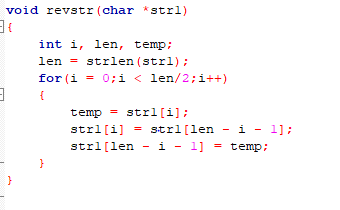 void revstr(char *str1)
{
int i, len, temp;
len = strlen(str1);
for(i = 0;i < len/2;i++)
{
temp = str1[i];
str1[i] = str1[len - i - 1];
str1[len - i - 1] = temp;
}
}